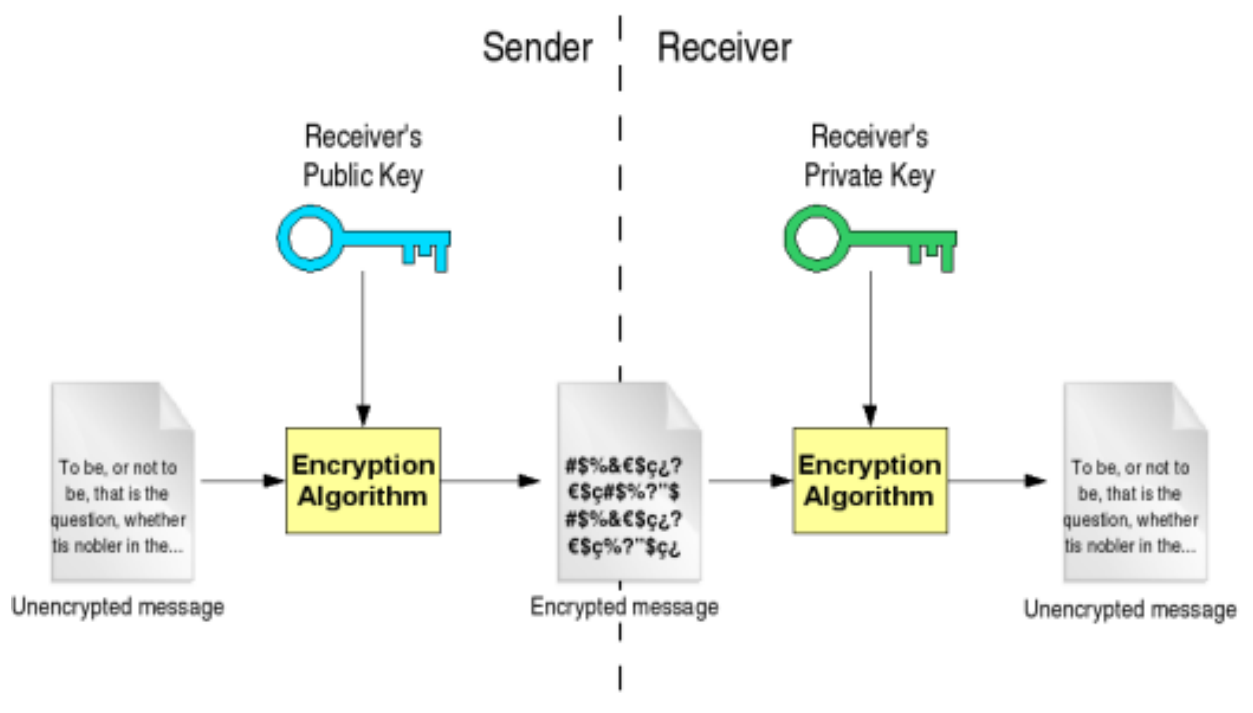 Sender
Receiver
Receiver's
Public Key
Receiver's
Private Key
To be, or not to
be, that is the
question, whether
tis nobler in the...
Unencrypted message
Encryption
Algorithm
#$%&€$ç¿?
€$ç#$%?"$
#$%&€$ç¿?
€$ç%?"$ç¿
Encrypted message
Encryption
Algorithm
To be, or not to
be, that is the
question, whether
tis nobler in the...
Unencrypted message